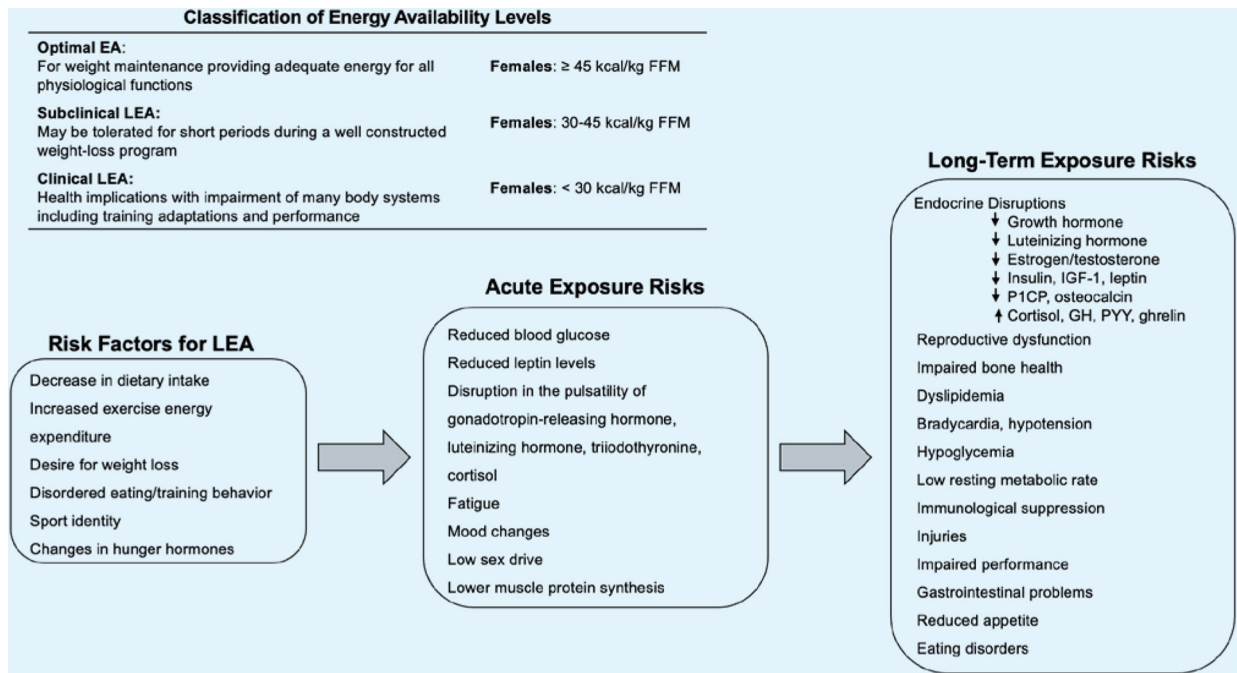 Classification of Energy Availability Levels
Optimal EA:
For weight maintenance providing adequate energy for all
physiological functions
Females: ≥ 45 kcal/kg FFM
Subclinical LEA:
May be tolerated for short periods during a well constructed
weight-loss program
Females: 30-45 kcal/kg FFM
Clinical LEA:
Health implications with impairment of many body systems
including training adaptations and performance
Females: < 30 kcal/kg FFM
Risk Factors for LEA
Decrease in dietary intake
Increased exercise energy
expenditure
Desire for weight loss
Disordered eating/training behavior
Sport identity
Changes in hunger hormones
Acute Exposure Risks
Reduced blood glucose
Reduced leptin levels
Disruption in the pulsatility of
gonadotropin-releasing hormone,
luteinizing hormone, triiodothyronine,
cortisol
Fatigue
Mood changes
Low sex drive
Lower muscle protein synthesis
Long-Term Exposure Risks
Endocrine Disruptions
↓ Growth hormone
↓ Luteinizing hormone
↓ Estrogen/testosterone
↓ Insulin, IGF-1, leptin
↓ P1CP, osteocalcin
↑ Cortisol, GH, PYY, ghrelin
Reproductive dysfunction
Impaired bone health
Dyslipidemia
Bradycardia, hypotension
Hypoglycemia
Low resting metabolic rate
Immunological suppression
Injuries
Impaired performance
Gastrointestinal problems
Reduced appetite
Eating disorders